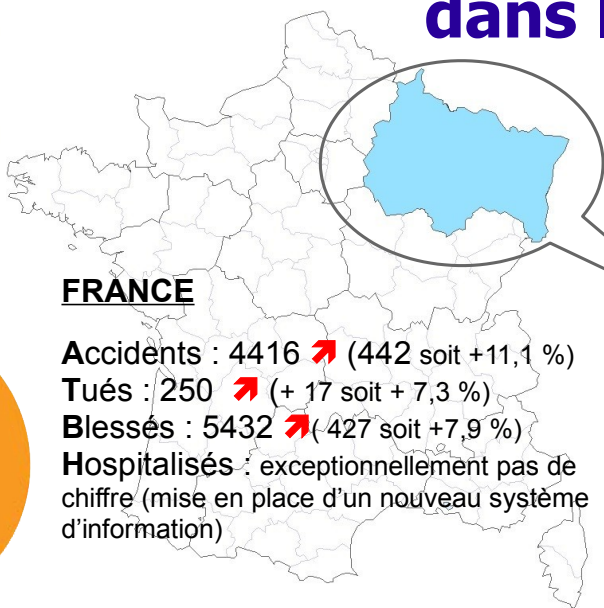 dans l
FRANCE
Accidents : 4416 (442 soit +11,1 %)
Tués : 250 (+ 17 soit + 7,3 %)
Blessés : 5432 ( 427 soit +7,9 %)
Hospitalisés : exceptionnellement pas de
chiffre (mise en place d’un nouveau système
d’information)